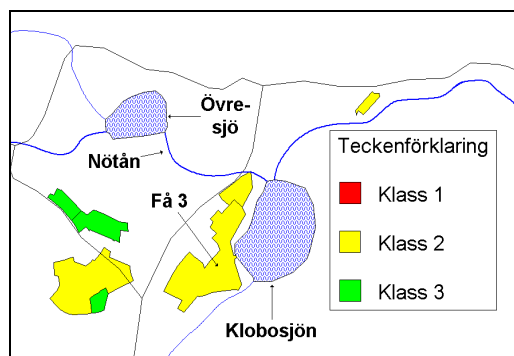 Övre-
sjö
Nötån
Få 3
Klobosjön
Teckenförklaring
Klass 1
Klass 2
Klass 3